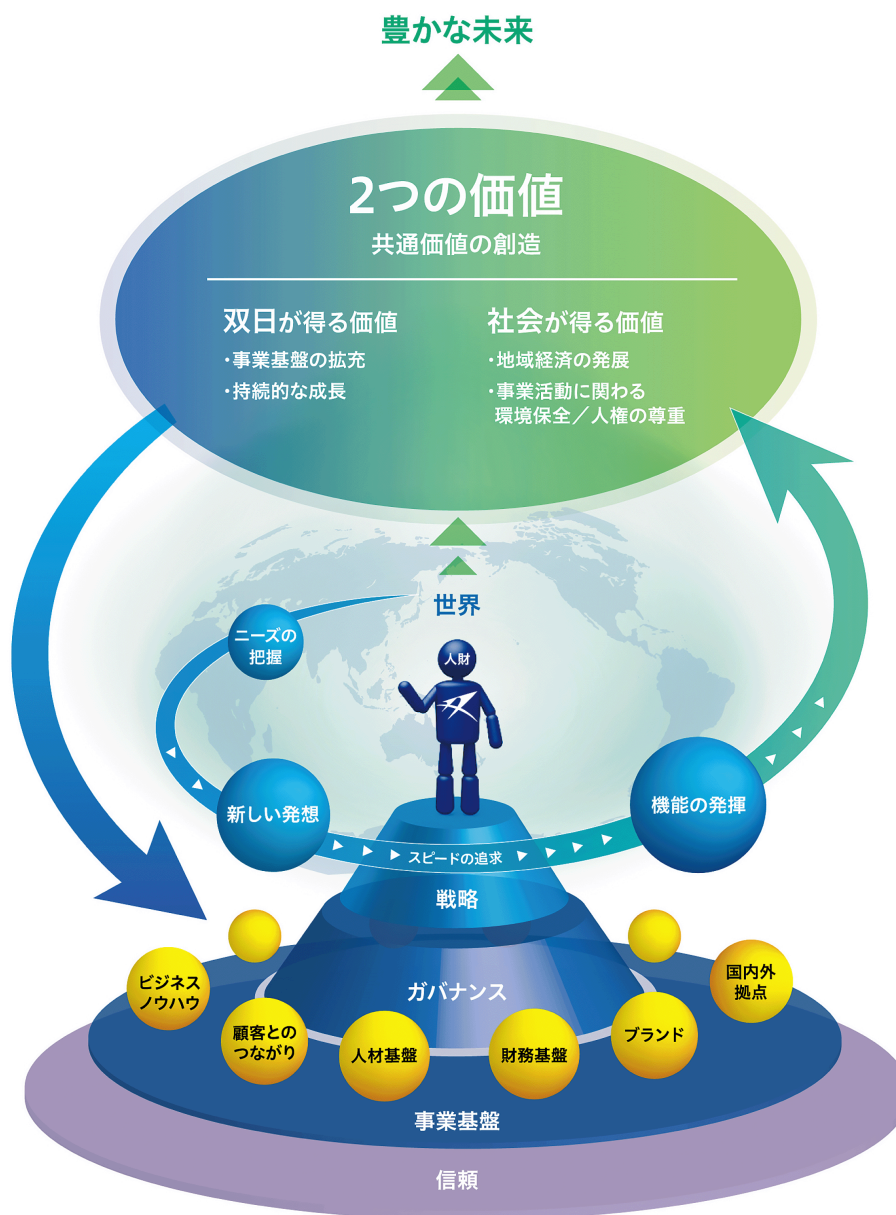 豊かな未来
2つの価値
共通価値の創造
双日が得る価値
・事業基盤の拡充
・持続的な成長
社会が得る価値
・地域経済の発展
・事業活動に関わる
環境保全／人権の尊重
世界
人財
ニーズの
把握
新しい発想
スピードの追求
機能の発揮
戦略
ガバナンス
ビジネス
ノウハウ
顧客との
つながり
人材基盤
財務基盤
ブランド
国内外
拠点
事業基盤
信頼